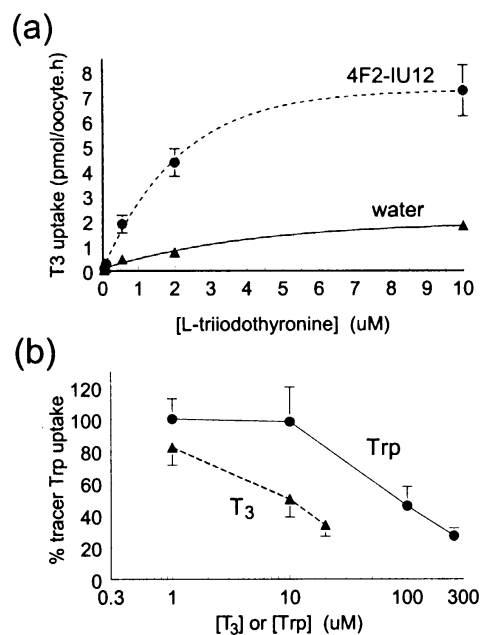 (a)
T3 uptake (pmol/oocyte.h)
8
7
6
5
4
3
2
1
0
4F2-IU12
water
0 1 2 3 4 5 6 7 8 9 10
[L-triiodothyronine] (uM)
(b)
% tracer Trp uptake
120
100
80
60
40
20
0
Trp
T3
0.3 1 10 100 300
[T3] or [Trp] (uM)